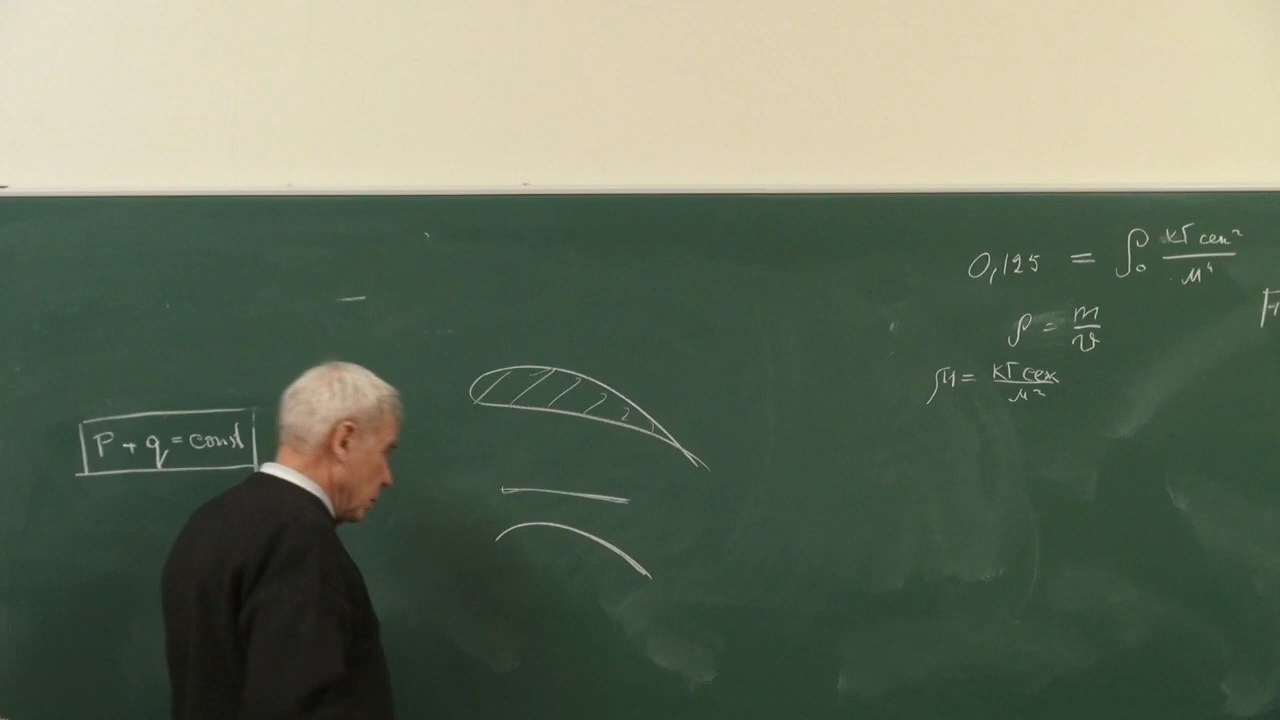 P + q = const
0,125 = ρ₀ кГ сек² / м⁴
ρ = m / v
= кГ сек / м²